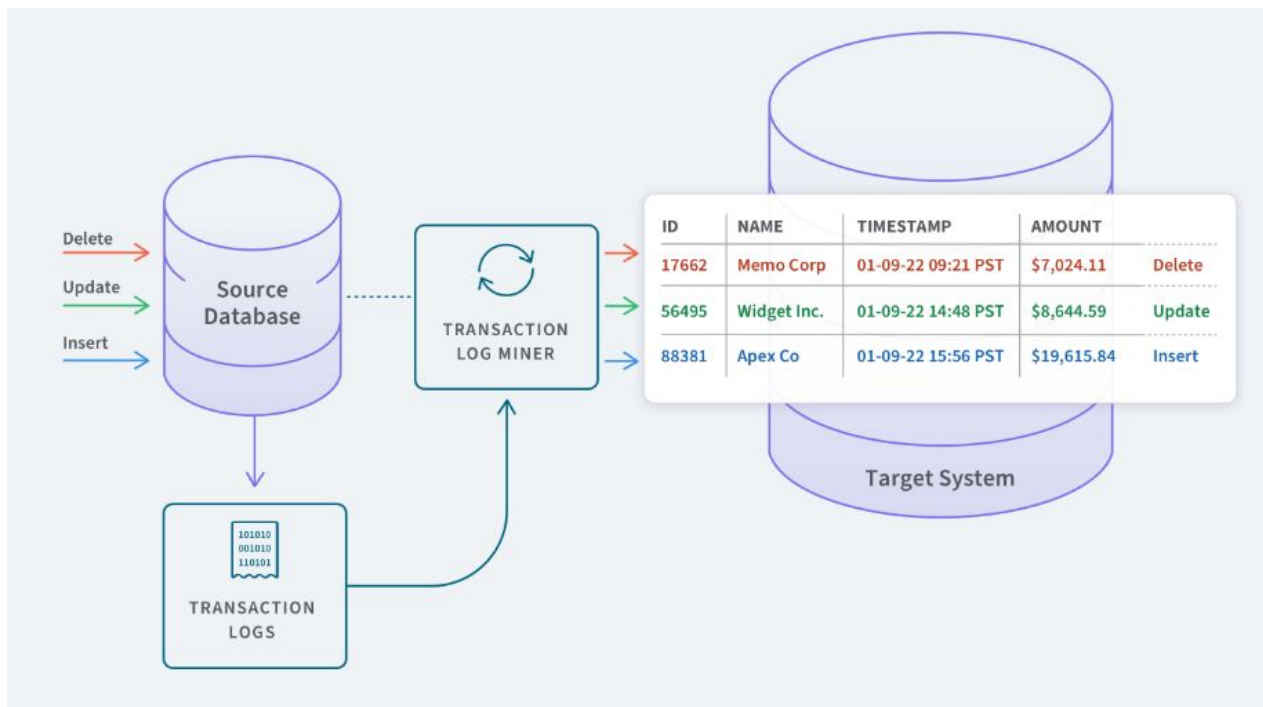 Delete
Update
Insert
Source
Database
TRANSACTION
LOG MINER
101010
001010
110101
TRANSACTION
LOGS
ID NAME TIMESTAMP AMOUNT
17662 Memo Corp 01-09-22 09:21 PST $7,024.11 Delete
56495 Widget Inc. 01-09-22 14:48 PST $8,644.59 Update
88381 Apex Co 01-09-22 15:56 PST $19,615.84 Insert
Target System